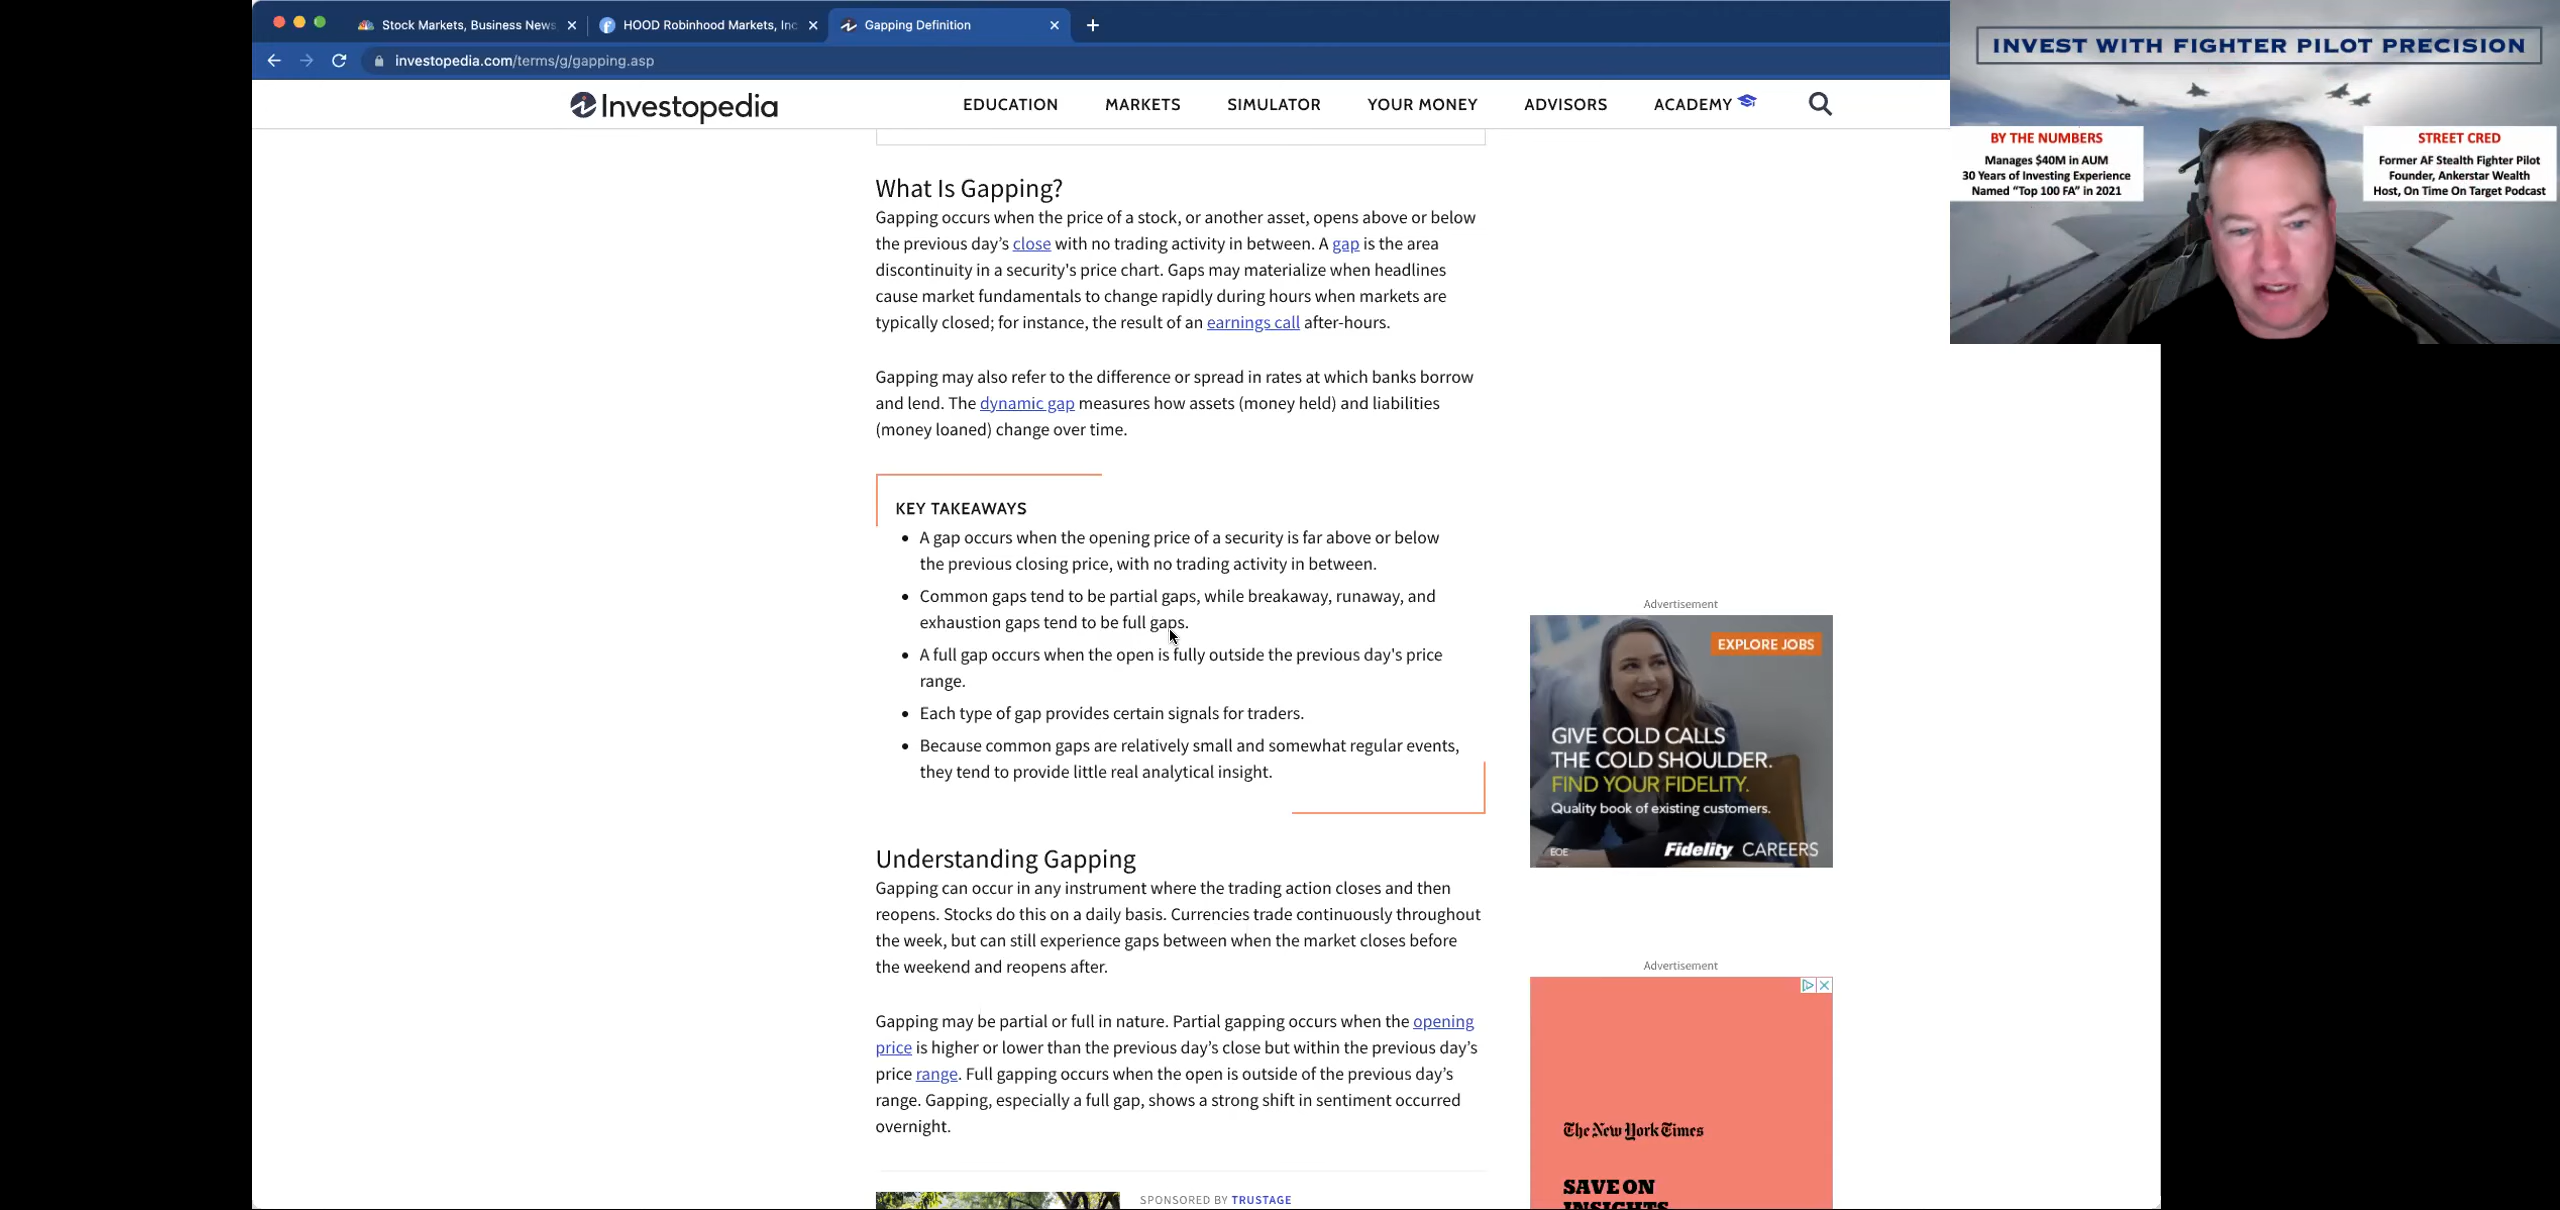 Stock Markets, Business News
HOOD Robinhood Markets, Inc
Gapping Definition
investopedia.com/terms/g/gapping.asp
Investopedia
EDUCATION
MARKETS
SIMULATOR
YOUR MONEY
ADVISORS
ACADEMY
INVEST WITH FIGHTER PILOT PRECISION
BY THE NUMBERS
Manages $40M in AUM
30 Years of Investing Experience
Named “Top 100 FA” in 2021
STREET CRED
Former AF Stealth Fighter Pilot
Founder, Ankerstar Wealth
Host, On Time On Target Podcast
What Is Gapping?
Gapping occurs when the price of a stock, or another asset, opens above or below
the previous day’s close with no trading activity in between. A gap is the area
discontinuity in a security's price chart. Gaps may materialize when headlines
cause market fundamentals to change rapidly during hours when markets are
typically closed; for instance, the result of an earnings call after-hours.
Gapping may also refer to the difference or spread in rates at which banks borrow
and lend. The dynamic gap measures how assets (money held) and liabilities
(money loaned) change over time.
KEY TAKEAWAYS
• A gap occurs when the opening price of a security is far above or below
the previous closing price, with no trading activity in between.
• Common gaps tend to be partial gaps, while breakaway, runaway, and
exhaustion gaps tend to be full gaps.
• A full gap occurs when the open is fully outside the previous day's price
range.
• Each type of gap provides certain signals for traders.
• Because common gaps are relatively small and somewhat regular events,
they tend to provide little real analytical insight.
Understanding Gapping
Gapping can occur in any instrument where the trading action closes and then
reopens. Stocks do this on a daily basis. Currencies trade continuously throughout
the week, but can still experience gaps between when the market closes before
the weekend and reopens after.
Gapping may be partial or full in nature. Partial gapping occurs when the opening
price is higher or lower than the previous day’s close but within the previous day’s
price range. Full gapping occurs when the open is outside of the previous day’s
range. Gapping, especially a full gap, shows a strong shift in sentiment occurred
overnight.
SPONSORED BY TRUSTAGE
Advertisement
EXPLORE JOBS
GIVE COLD CALLS
THE COLD SHOULDER.
FIND YOUR FIDELITY.
Quality book of existing customers.
EOE
Fidelity CAREERS
Advertisement
The New York Times
SAVE ON
INSIGHTS